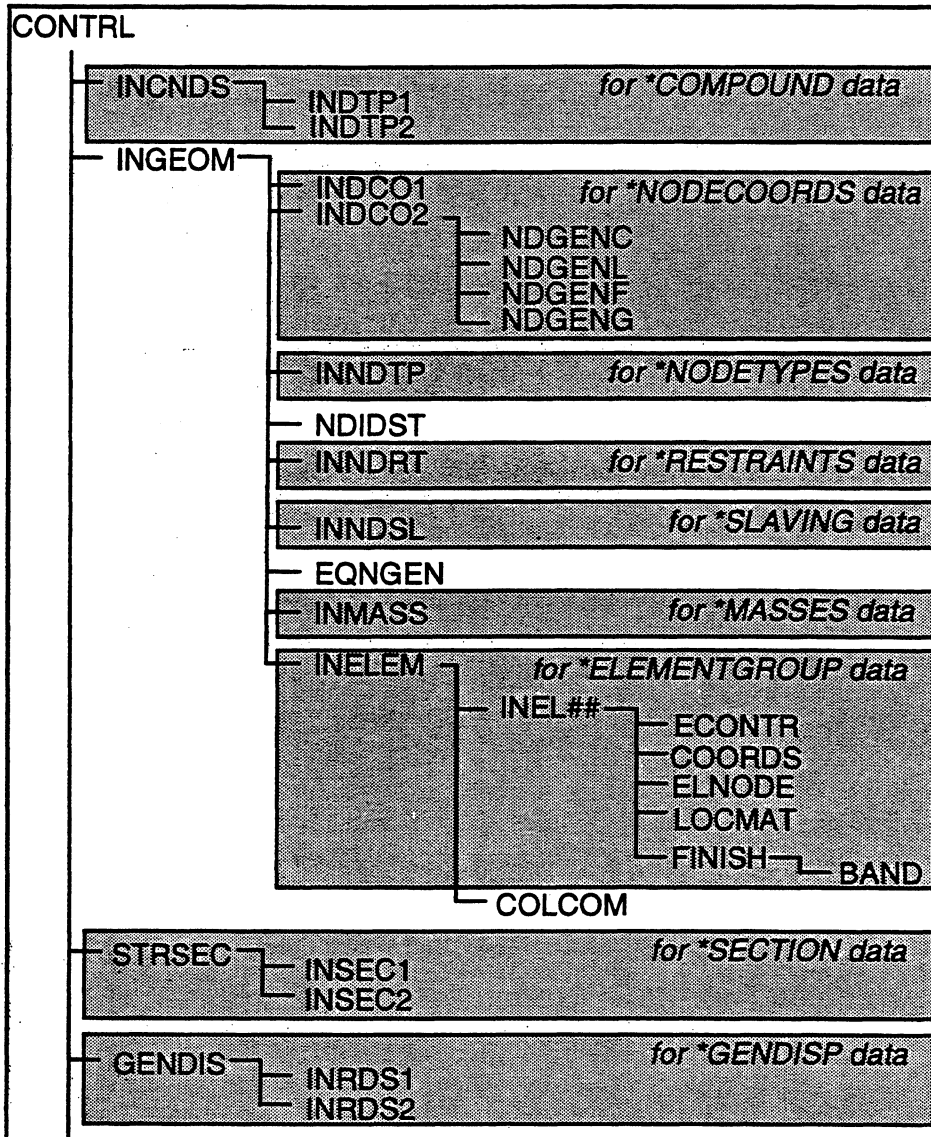 CONTRL
INCNDS for *COMPOUND data
INDTP1
INDTP2
INGEOM
INDCO1 for *NODECOORDS data
INDCO2
NDGENC
NDGENL
NDGENF
NDGENG
INNDTP for *NODETYPES data
NDIDST
INNDRT for *RESTRAINTS data
INNDSL for *SLAVING data
EQNGEN
INMASS for *MASSES data
INELEM for *ELEMENTGROUP data
INEL##
ECONTR
COORDS
ELNODE
LOCMAT
FINISH
BAND
COLCOM
STRSEC for *SECTION data
INSEC1
INSEC2
GENDIS for *GENDISP data
INRDS1
INRDS2